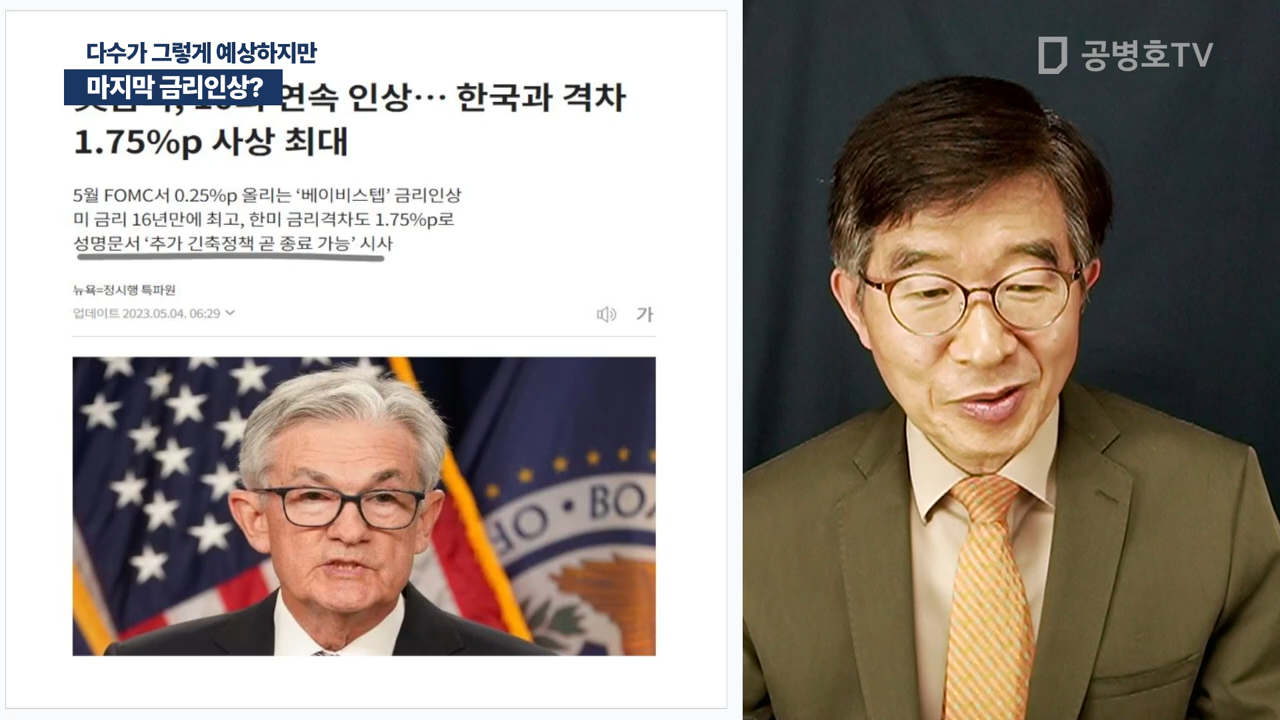 다수가 그렇게 예상하지만
마지막 금리인상?
연속 인상… 한국과 격차
1.75%p 사상 최대
5월 FOMC서 0.25%p 올리는 ‘베이비스텝’ 금리인상
미 금리 16년만에 최고, 한미 금리격차도 1.75%p로
성명문서 ‘추가 긴축정책 곧 종료 가능’ 시사
뉴욕=정시행 특파원
업데이트 2023.05.04. 06:29
가
공병호TV